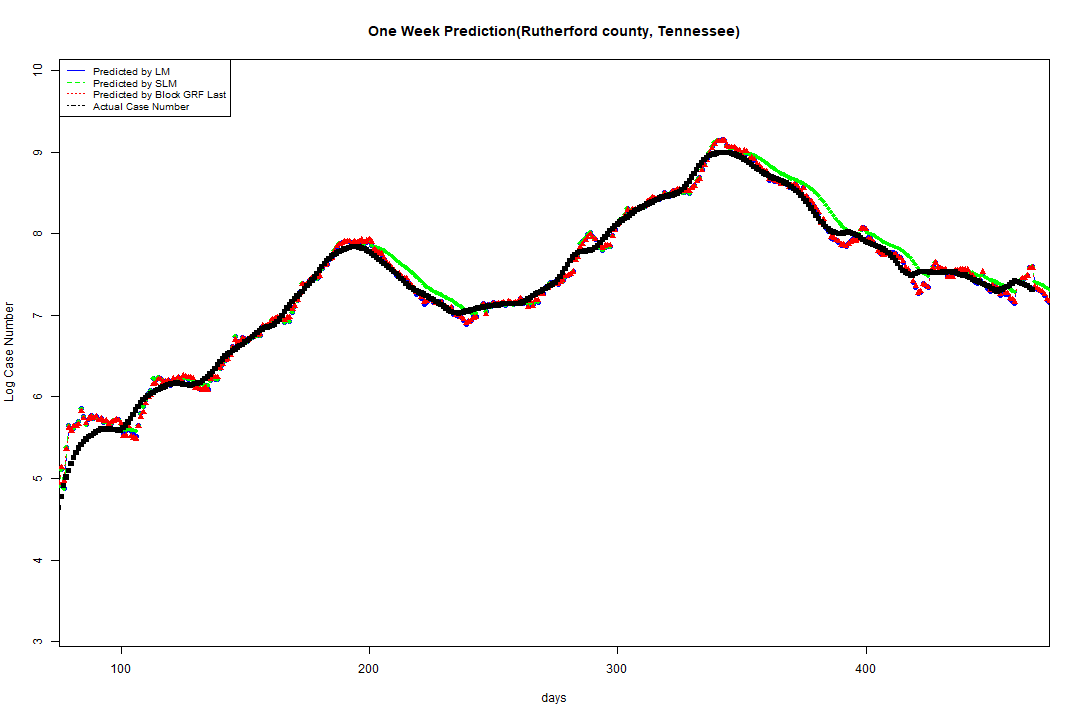 One Week Prediction(Rutherford county, Tennessee)
Predicted by LM
Predicted by SLM
Predicted by Block GRF Last
Actual Case Number
10
9
8
7
6
5
4
3
Log Case Number
100 200 300 400
days